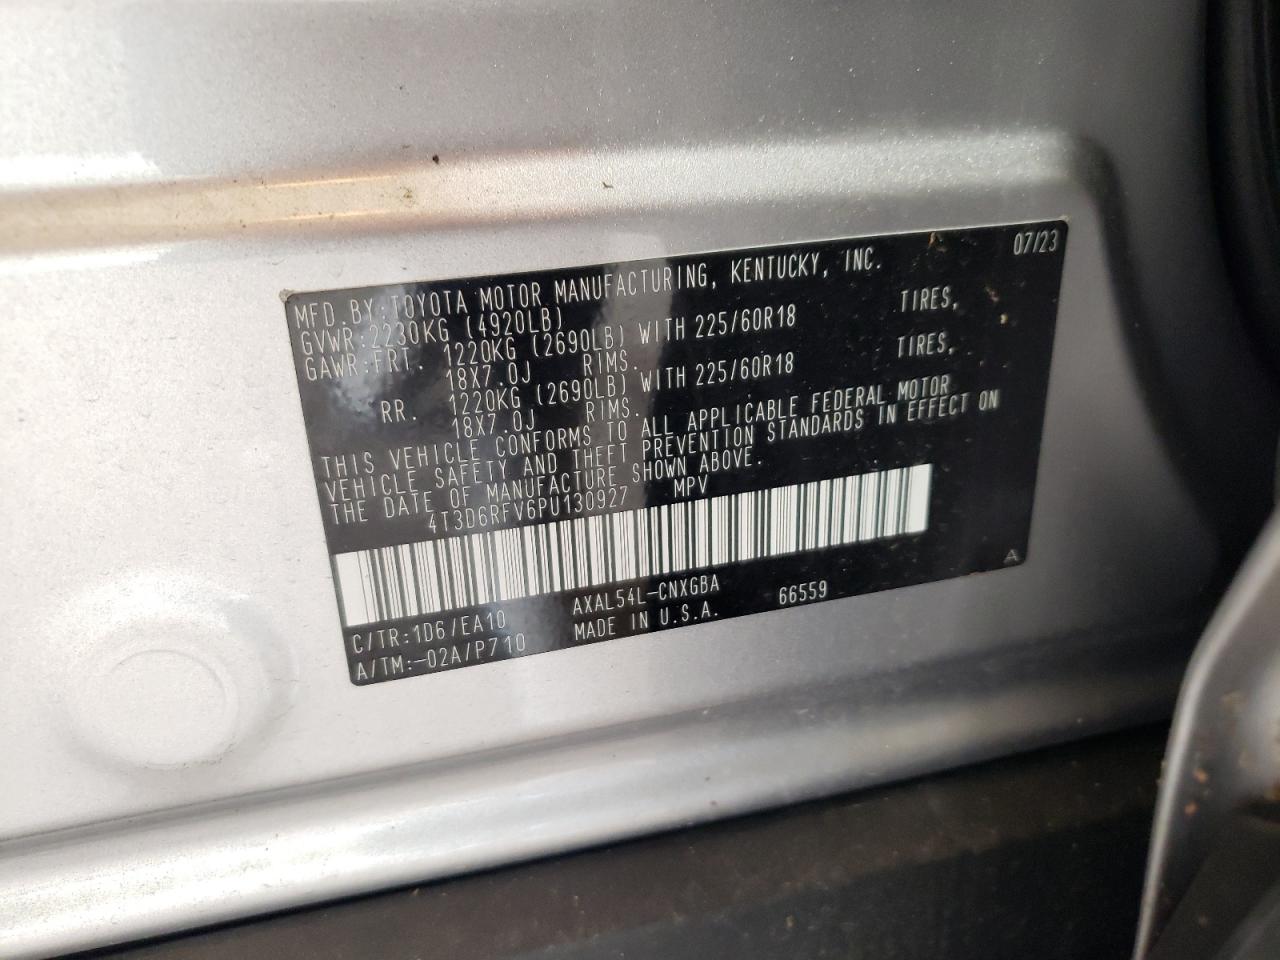 07/23
MFD. BY:TOYOTA MOTOR MANUFACTURING, KENTUCKY, INC.
GVWR:2230KG (4920LB)
GAWR:FRT. 1220KG (2690LB) WITH 225/60R18 TIRES,
18X7.0J RIMS.
RR. 1220KG (2690LB) WITH 225/60R18 TIRES,
18X7.0J RIMS.
THIS VEHICLE CONFORMS TO ALL APPLICABLE FEDERAL MOTOR
VEHICLE SAFETY AND THEFT PREVENTION STANDARDS IN EFFECT ON
THE DATE OF MANUFACTURE SHOWN ABOVE.
4T3D6RFV6PU130927 MPV
C/TR:1D6/EA10 AXAL54L-CNXGBA 66559
A/TM:-02A/P710 MADE IN U.S.A.
A